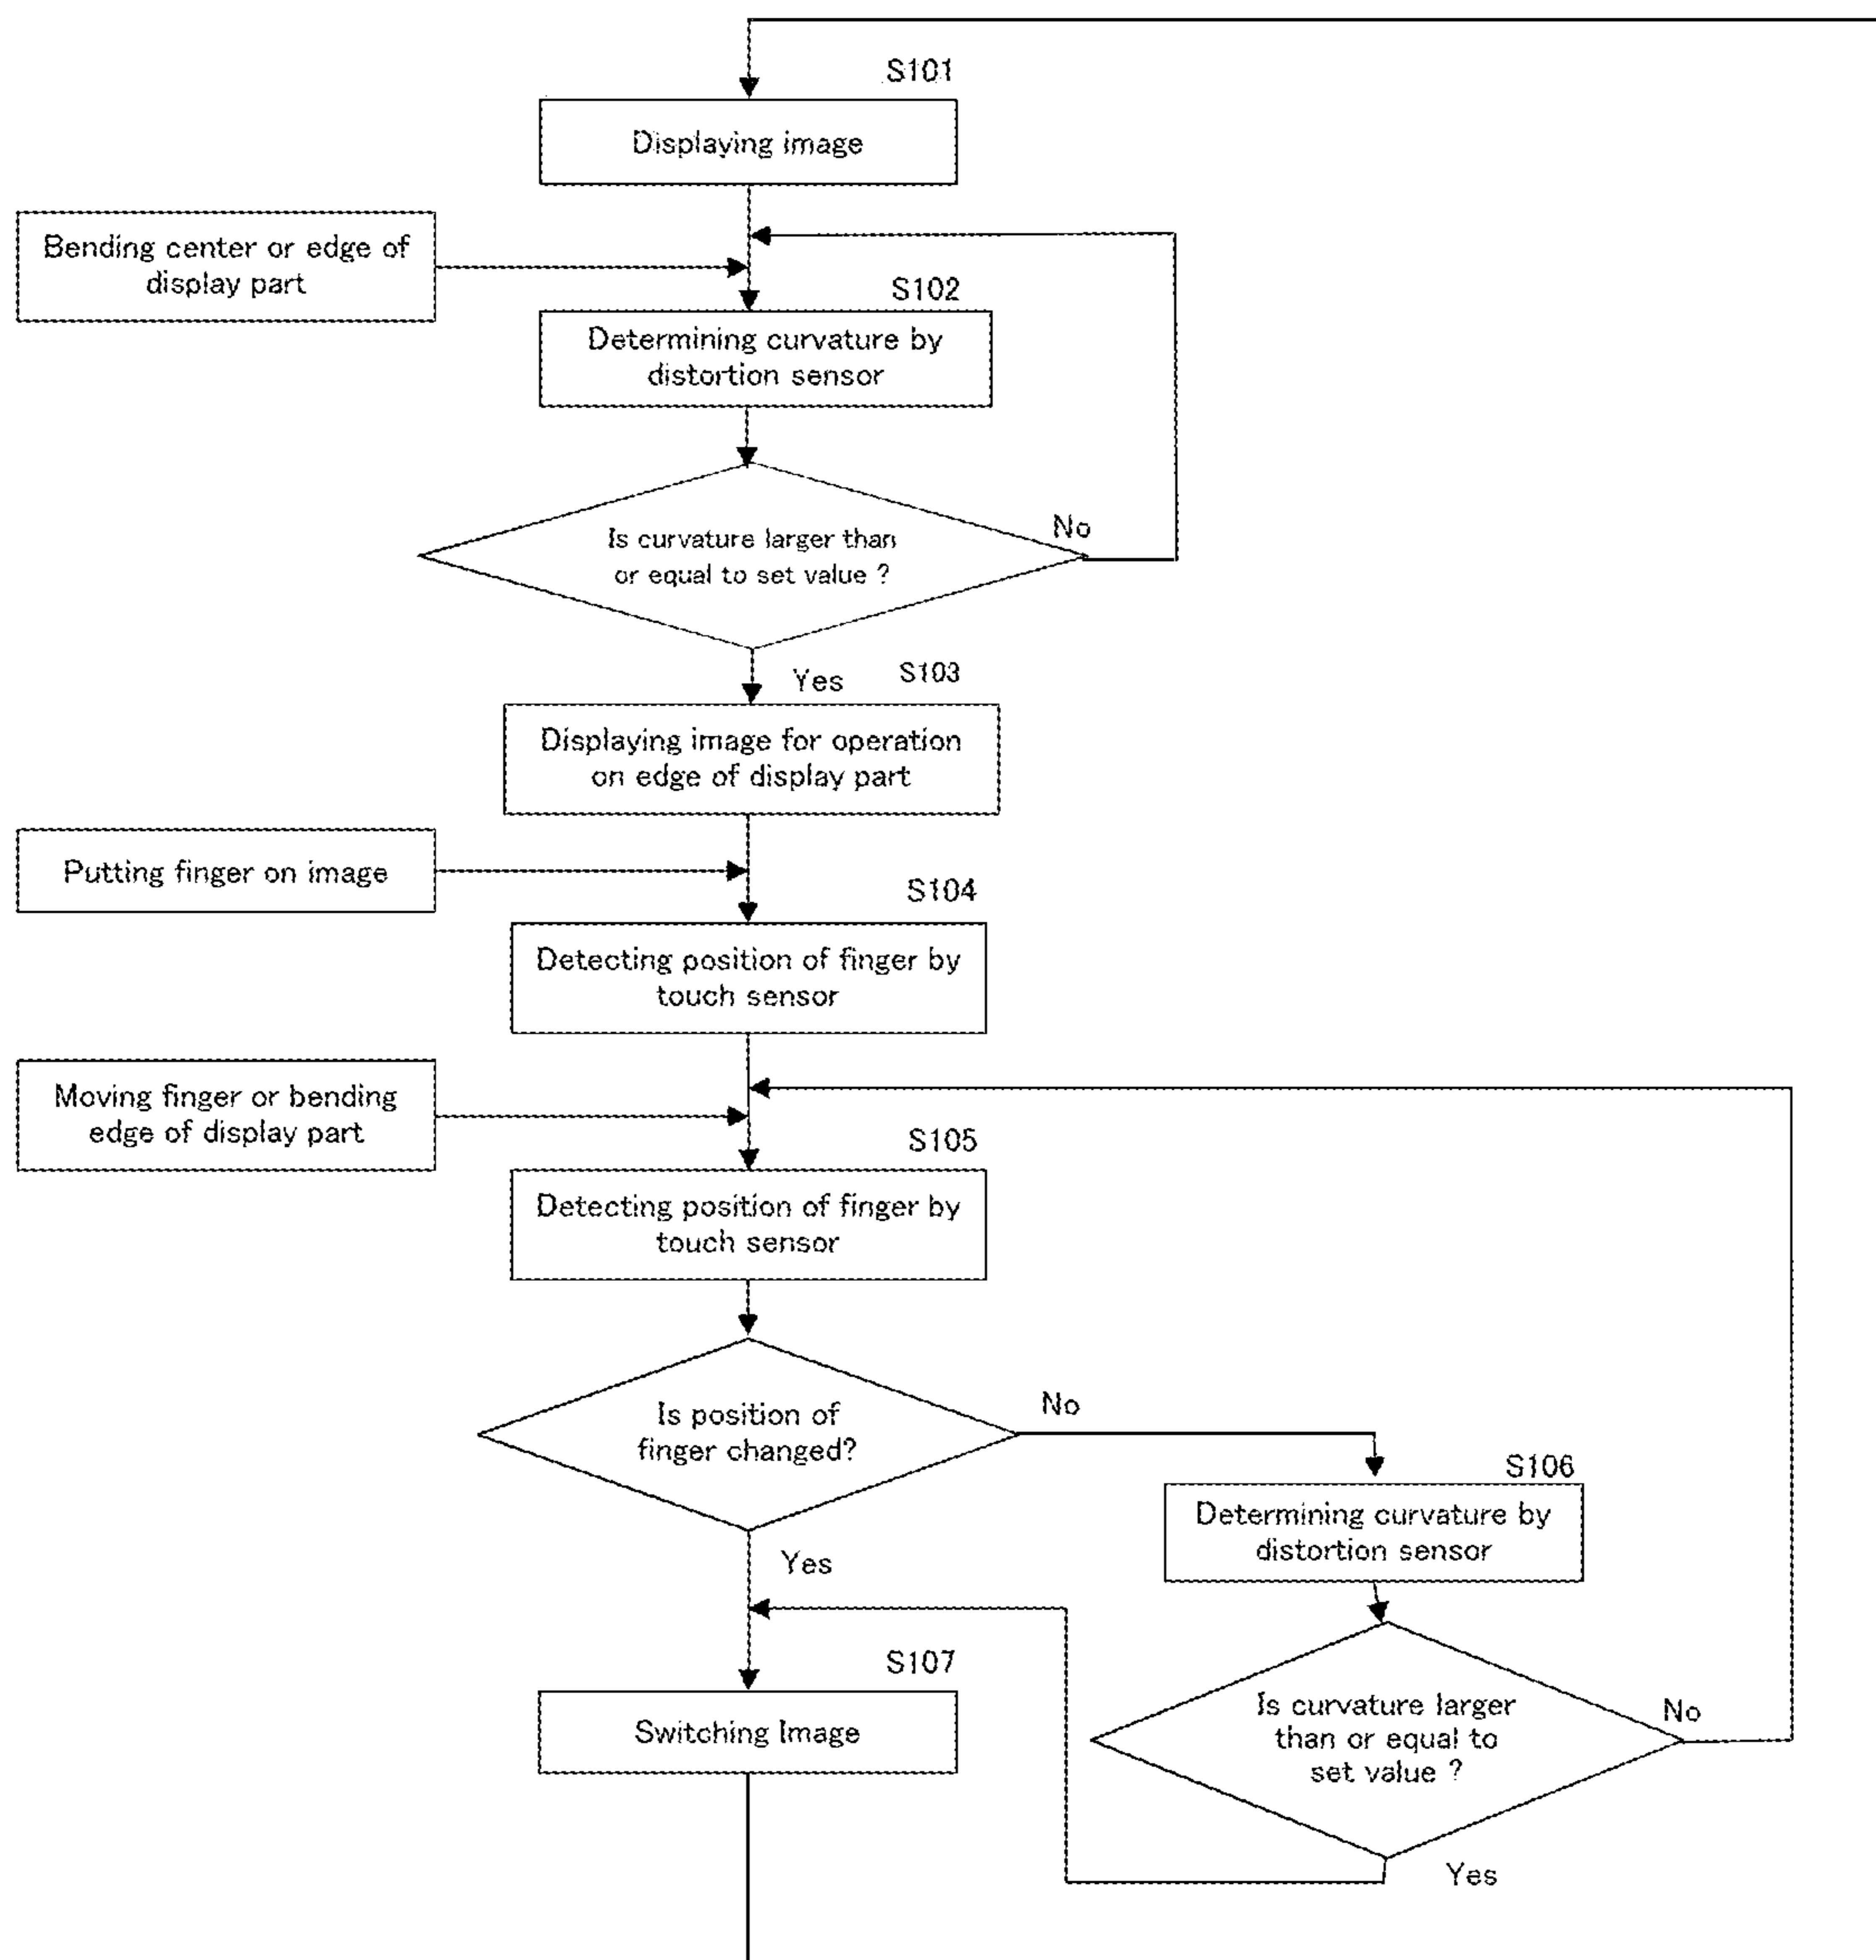 S101
Displaying image
Bending center or edge of
display part
S102
Determining curvature by
distortion sensor
Is curvature larger than
or equal to set value ?
No
Yes
S103
Displaying image for operation
on edge of display part
Putting finger on image
S104
Detecting position of finger by
touch sensor
Moving finger or bending
edge of display part
S105
Detecting position of finger by
touch sensor
Is position of
finger changed?
No
Yes
S106
Determining curvature by
distortion sensor
Is curvature larger
than or equal to
set value ?
No
Yes
S107
Switching Image